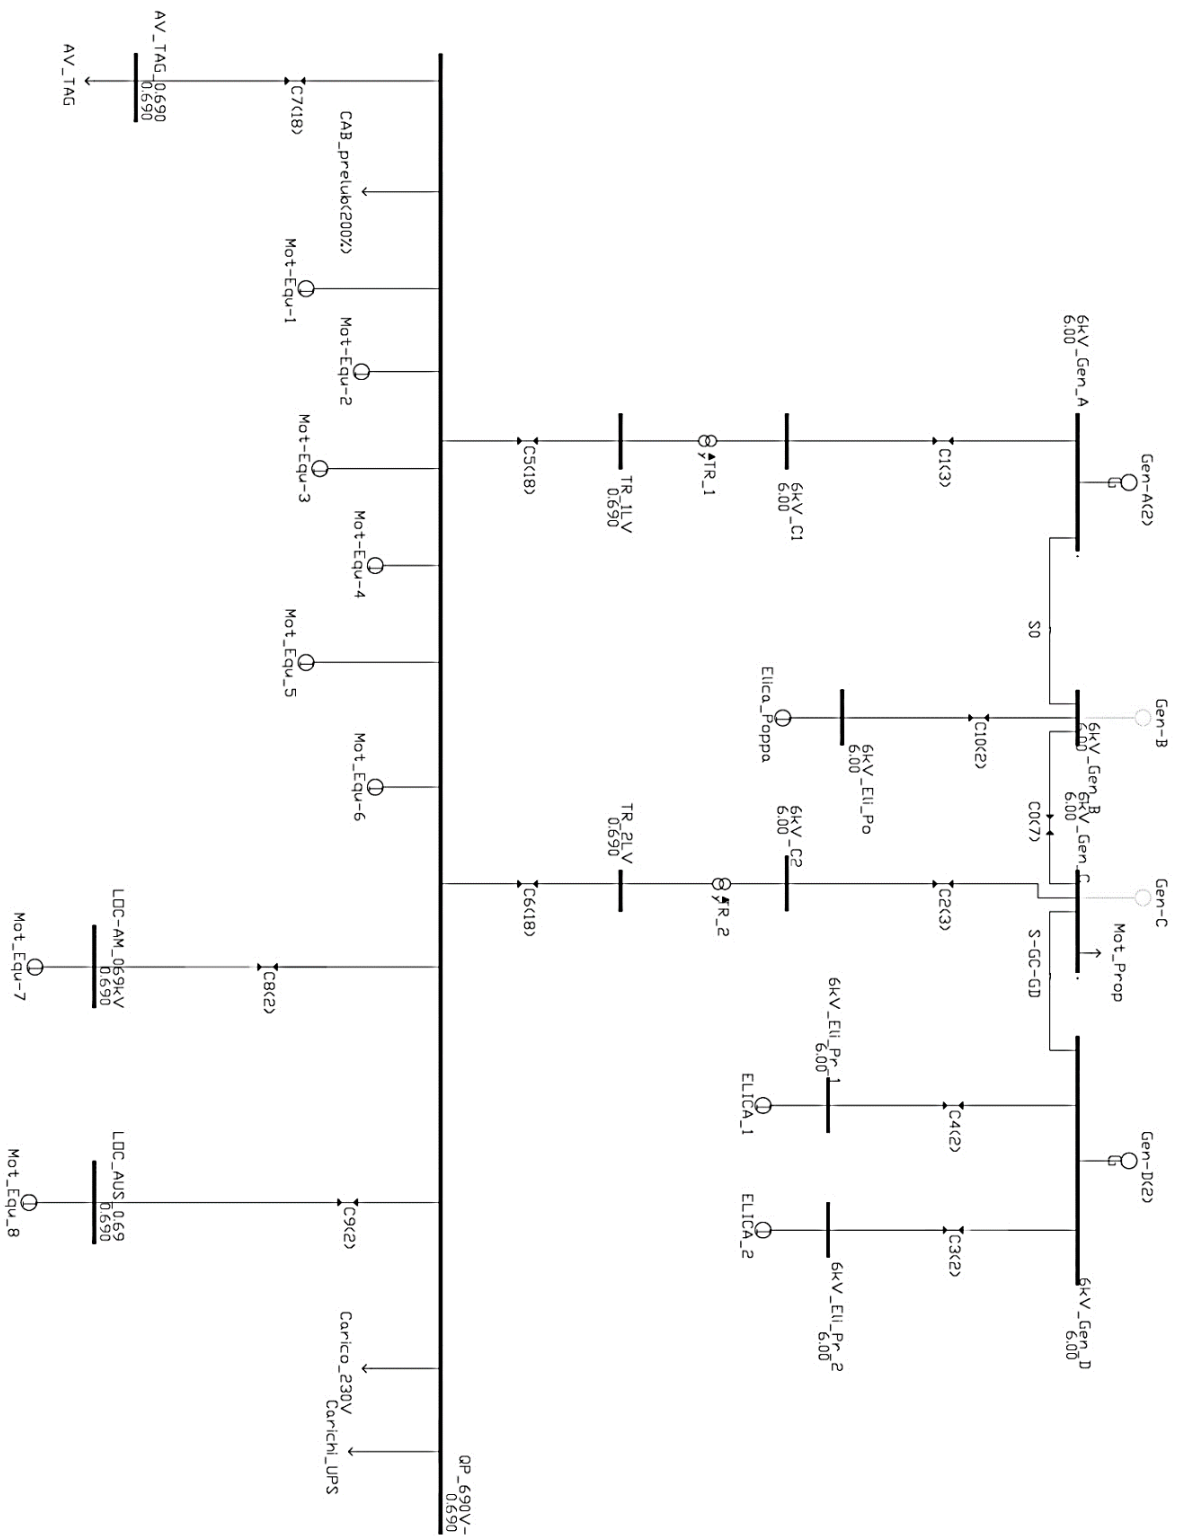 Gen-A(2)
Gen-B
Gen-C
Gen-D(2)
6kV_Gen_A
6.00
6kV_Gen_B
6.00
6kV_Gen_C
6.00
Mot_Prop
6kV_Gen_D
6.00
S0
C0(7)
S-GC-GD
C1(3)
C10(2)
C2(3)
C4(2)
C3(2)
6kV_C1
6.00
6kV_Eli_Po
6.00
6kV_C2
6.00
6kV_Eli_Pr_1
6.00
6kV_Eli_Pr_2
6.00
Elica_Poppa
ELICA_1
ELICA_2
TR_1
TR_2
TR_1LV
0.690
TR_2LV
0.690
C5(18)
C6(18)
QP_690V-
0.690
CAB_prelub(200%)
Mot-Equ-1
Mot-Equ-2
Mot-Equ-3
Mot-Equ-4
Mot_Equ_5
Mot_Equ-6
Carico_230V
Carichi_UPS
C7(18)
C8(2)
C9(2)
AV_TAG_0.690
0.690
LOC-AM_069kV
0.690
LOC_AUS_0.69
0.690
AV_TAG
Mot_Equ-7
Mot_Equ_8